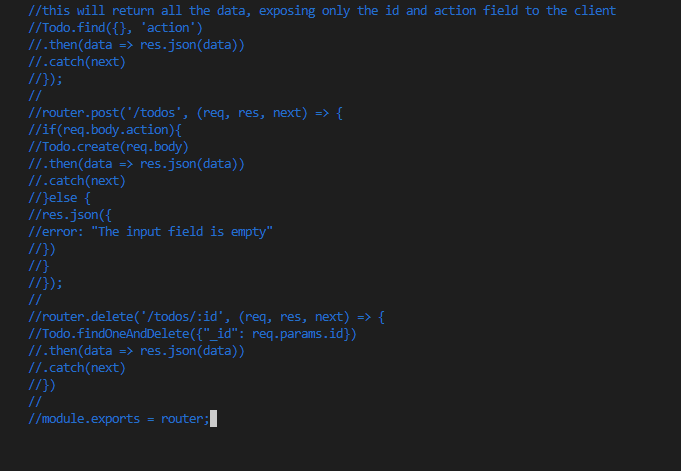 //this will return all the data, exposing only the id and action field to the client
//Todo.find({}, 'action')
//.then(data => res.json(data))
//.catch(next)
//});
//
//router.post('/todos', (req, res, next) => {
//if(req.body.action){
//Todo.create(req.body)
//.then(data => res.json(data))
//.catch(next)
//}else {
//res.json({
//error: "The input field is empty"
//})
//}
//});
//
//router.delete('/todos/:id', (req, res, next) => {
//Todo.findOneAndDelete({"_id": req.params.id})
//.then(data => res.json(data))
//.catch(next)
//})
//
//module.exports = router;